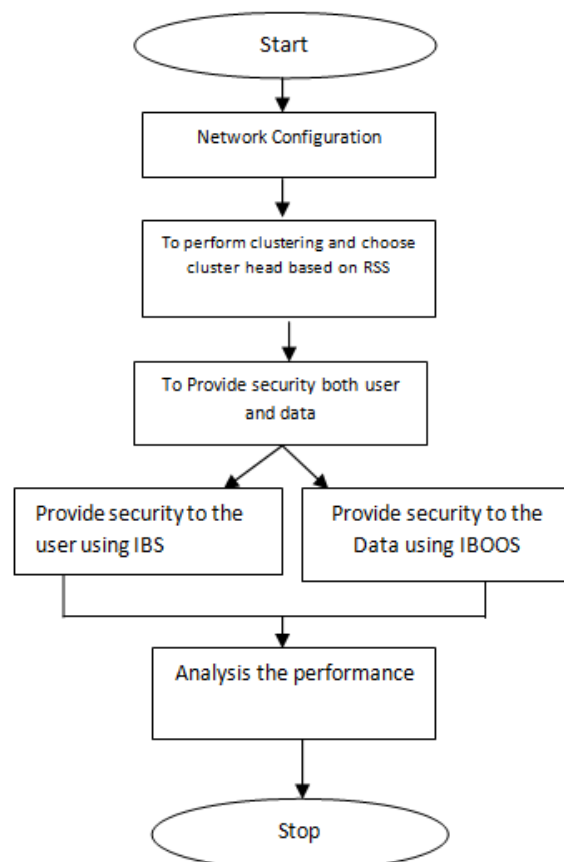 Start
Network Configuration
To perform clustering and choose
cluster head based on RSS
To Provide security both user
and data
Provide security to the
user using IBS
Provide security to the
Data using IBOOS
Analysis the performance
Stop